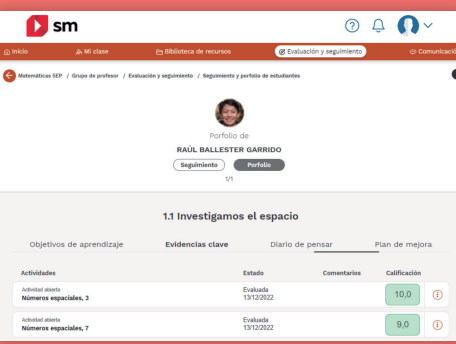 sm
Inicio Mi clase Biblioteca de recursos Evaluación y seguimiento Comunicació
Matemáticas SEP / Grupo de profesor / Evaluación y seguimiento / Seguimiento y porfolio de estudiantes
Porfolio de
RAÚL BALLESTER GARRIDO
Seguimiento Porfolio
1/1
1.1 Investigamos el espacio
Objetivos de aprendizaje Evidencias clave Diario de pensar Plan de mejora
Actividades Estado Comentarios Calificación
Actividad abierta Evaluada
Números espaciales, 3 13/12/2022 10,0
Actividad abierta Evaluada
Números espaciales, 7 13/12/2022 9,0